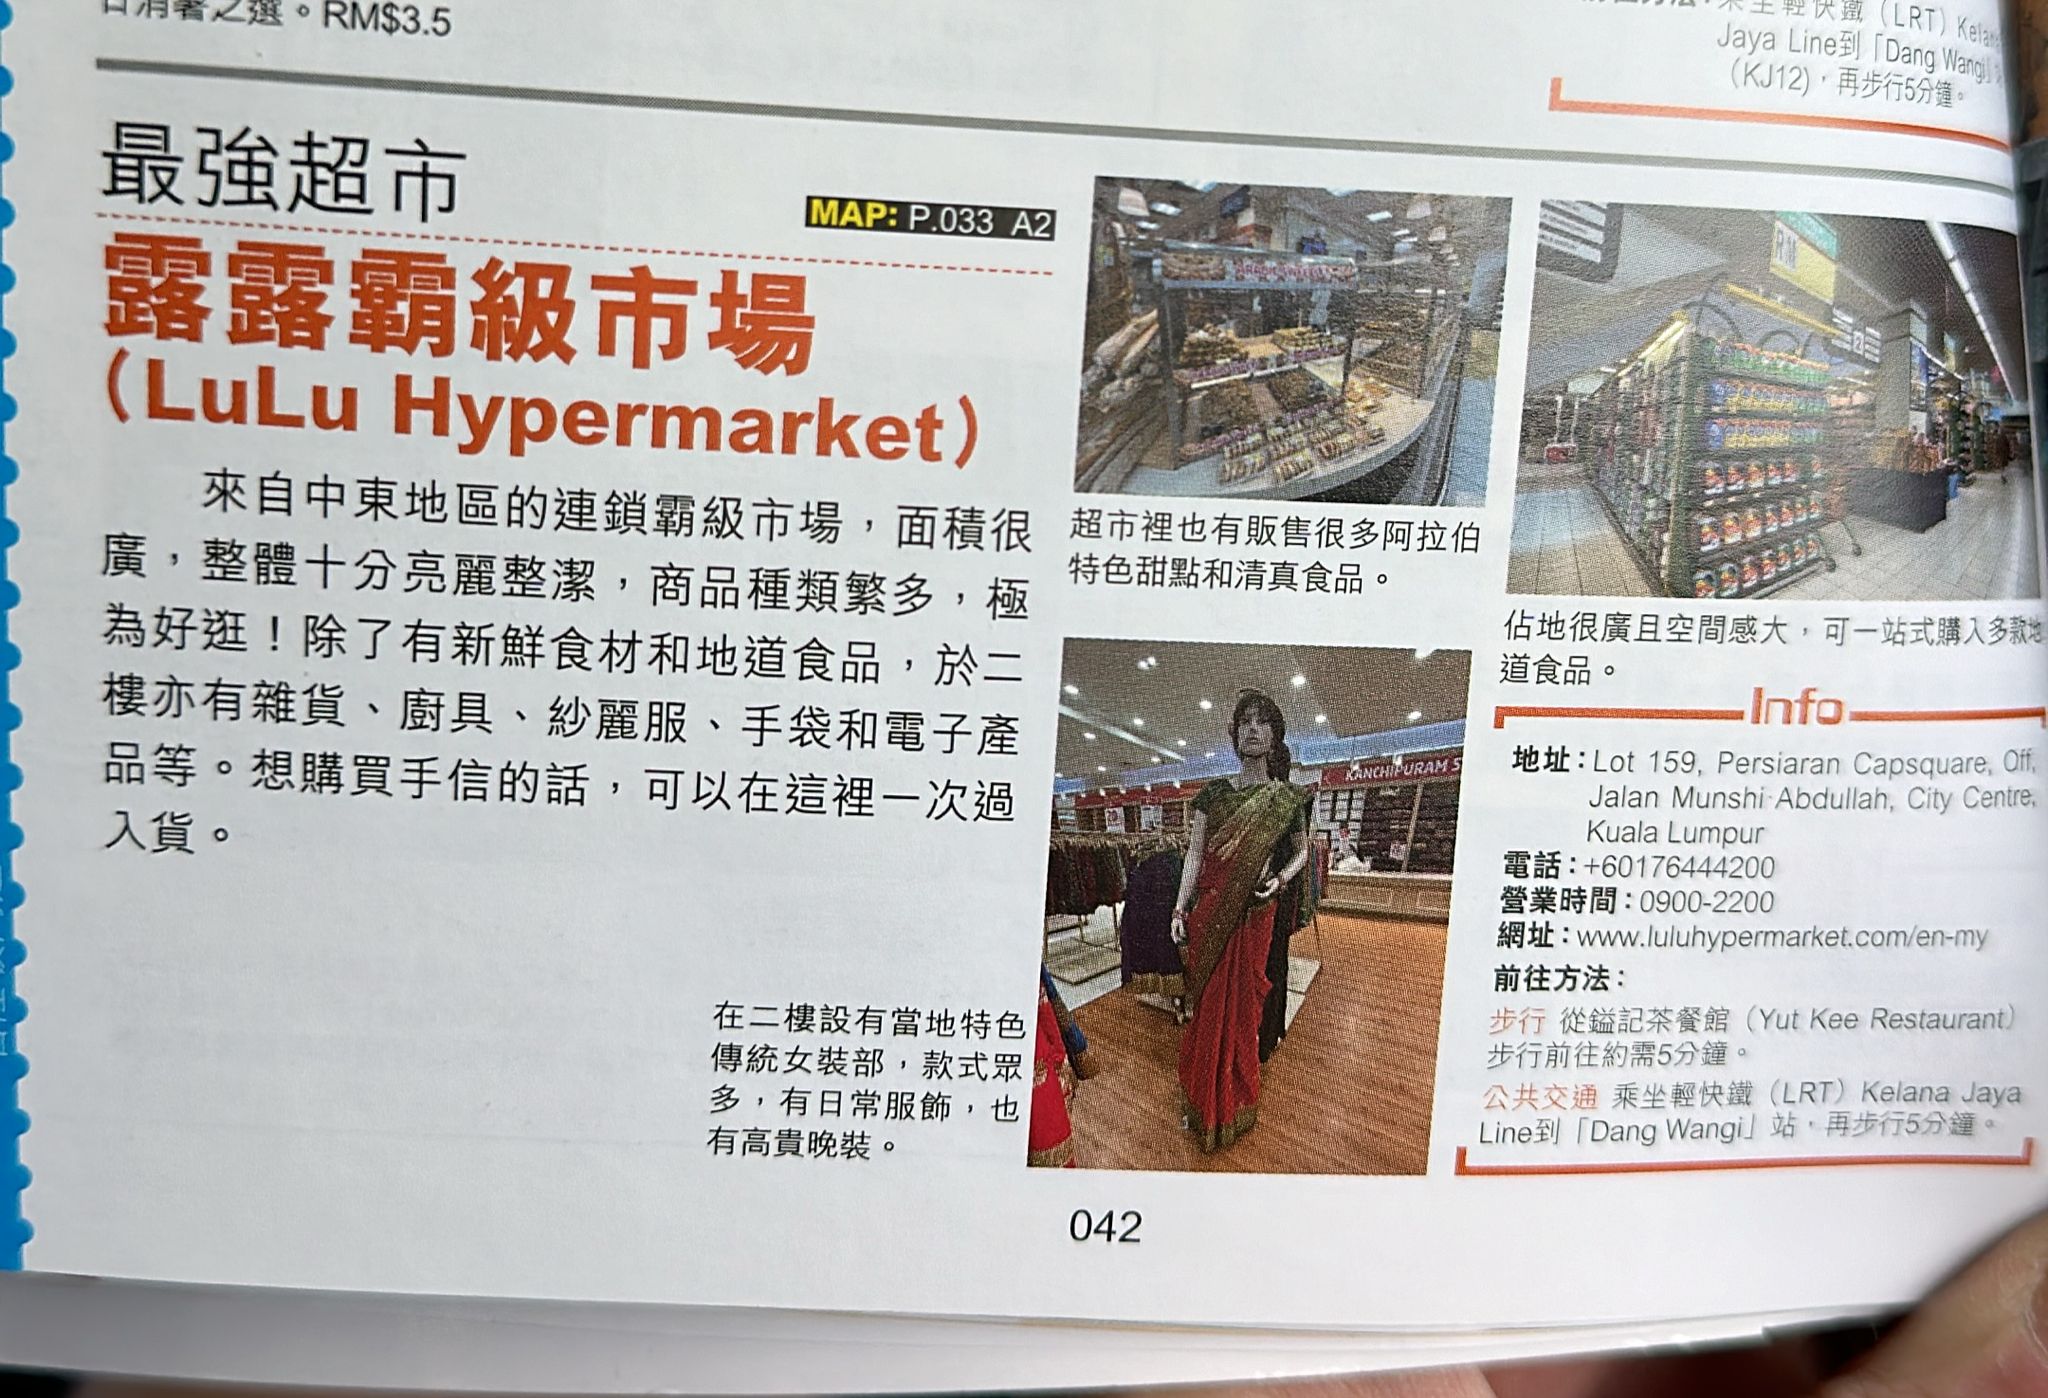 日消暑之選。RM$3.5
乘坐輕快鐵（LRT）Kelana
Jaya Line到「Dang Wangi」
（KJ12），再步行5分鐘。
最強超市
MAP: P.033 A2
露露霸級市場
（LuLu Hypermarket）
來自中東地區的連鎖霸級市場，面積很
廣，整體十分亮麗整潔，商品種類繁多，極
為好逛！除了有新鮮食材和地道食品，於二
樓亦有雜貨、廚具、紗麗服、手袋和電子產
品等。想購買手信的話，可以在這裡一次過
入貨。
ARABIC SWEETS
超市裡也有販售很多阿拉伯
特色甜點和清真食品。
RM
2
佔地很廣且空間感大，可一站式購入多款地
道食品。
KANCHIPURAM S
在二樓設有當地特色
傳統女裝部，款式眾
多，有日常服飾，也
有高貴晚裝。
Info
地址：Lot 159, Persiaran Capsquare, Off,
Jalan Munshi Abdullah, City Centre,
Kuala Lumpur
電話：+60176444200
營業時間：0900-2200
網址：www.luluhypermarket.com/en-my
前往方法：
步行 從鎰記茶餐館（Yut Kee Restaurant）
步行前往約需5分鐘。
公共交通 乘坐輕快鐵（LRT）Kelana Jaya
Line到「Dang Wangi」站，再步行5分鐘。
042